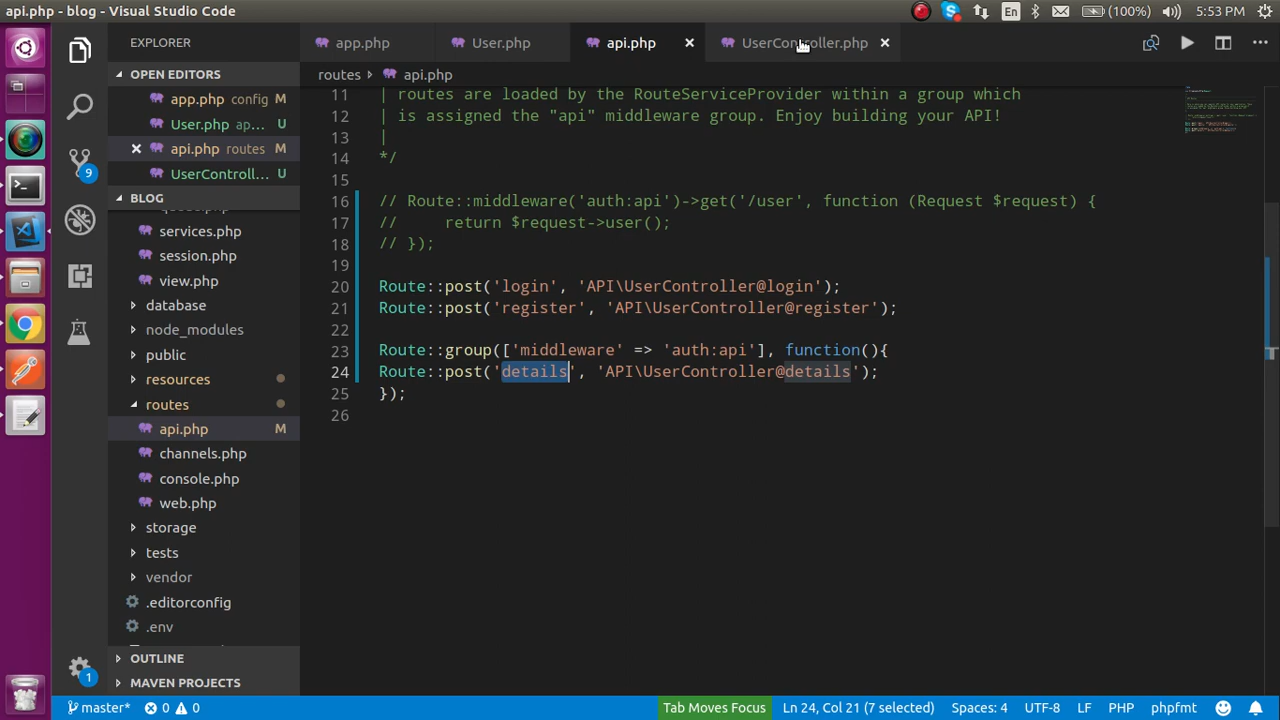 api.php - blog - Visual Studio Code
En
(100%)
5:53 PM
EXPLORER
app.php
User.php
api.php
UserController.php
OPEN EDITORS
app.php config M
User.php ap... U
api.php routes M
UserControll... U
BLOG
services.php
session.php
view.php
database
node_modules
public
resources
routes
api.php M
channels.php
console.php
web.php
storage
tests
vendor
.editorconfig
.env
OUTLINE
MAVEN PROJECTS
9
1
routes api.php
11 | routes are loaded by the RouteServiceProvider within a group which
12 | is assigned the "api" middleware group. Enjoy building your API!
13 |
14 */
15
16 // Route::middleware('auth:api')->get('/user', function (Request $request) {
17 //     return $request->user();
18 // });
19
20 Route::post('login', 'API\UserController@login');
21 Route::post('register', 'API\UserController@register');
22
23 Route::group(['middleware' => 'auth:api'], function(){
24 Route::post('details', 'API\UserController@details');
25 });
26
master* 0 0
Tab Moves Focus
Ln 24, Col 21 (7 selected)
Spaces: 4
UTF-8
LF
PHP
phpfmt